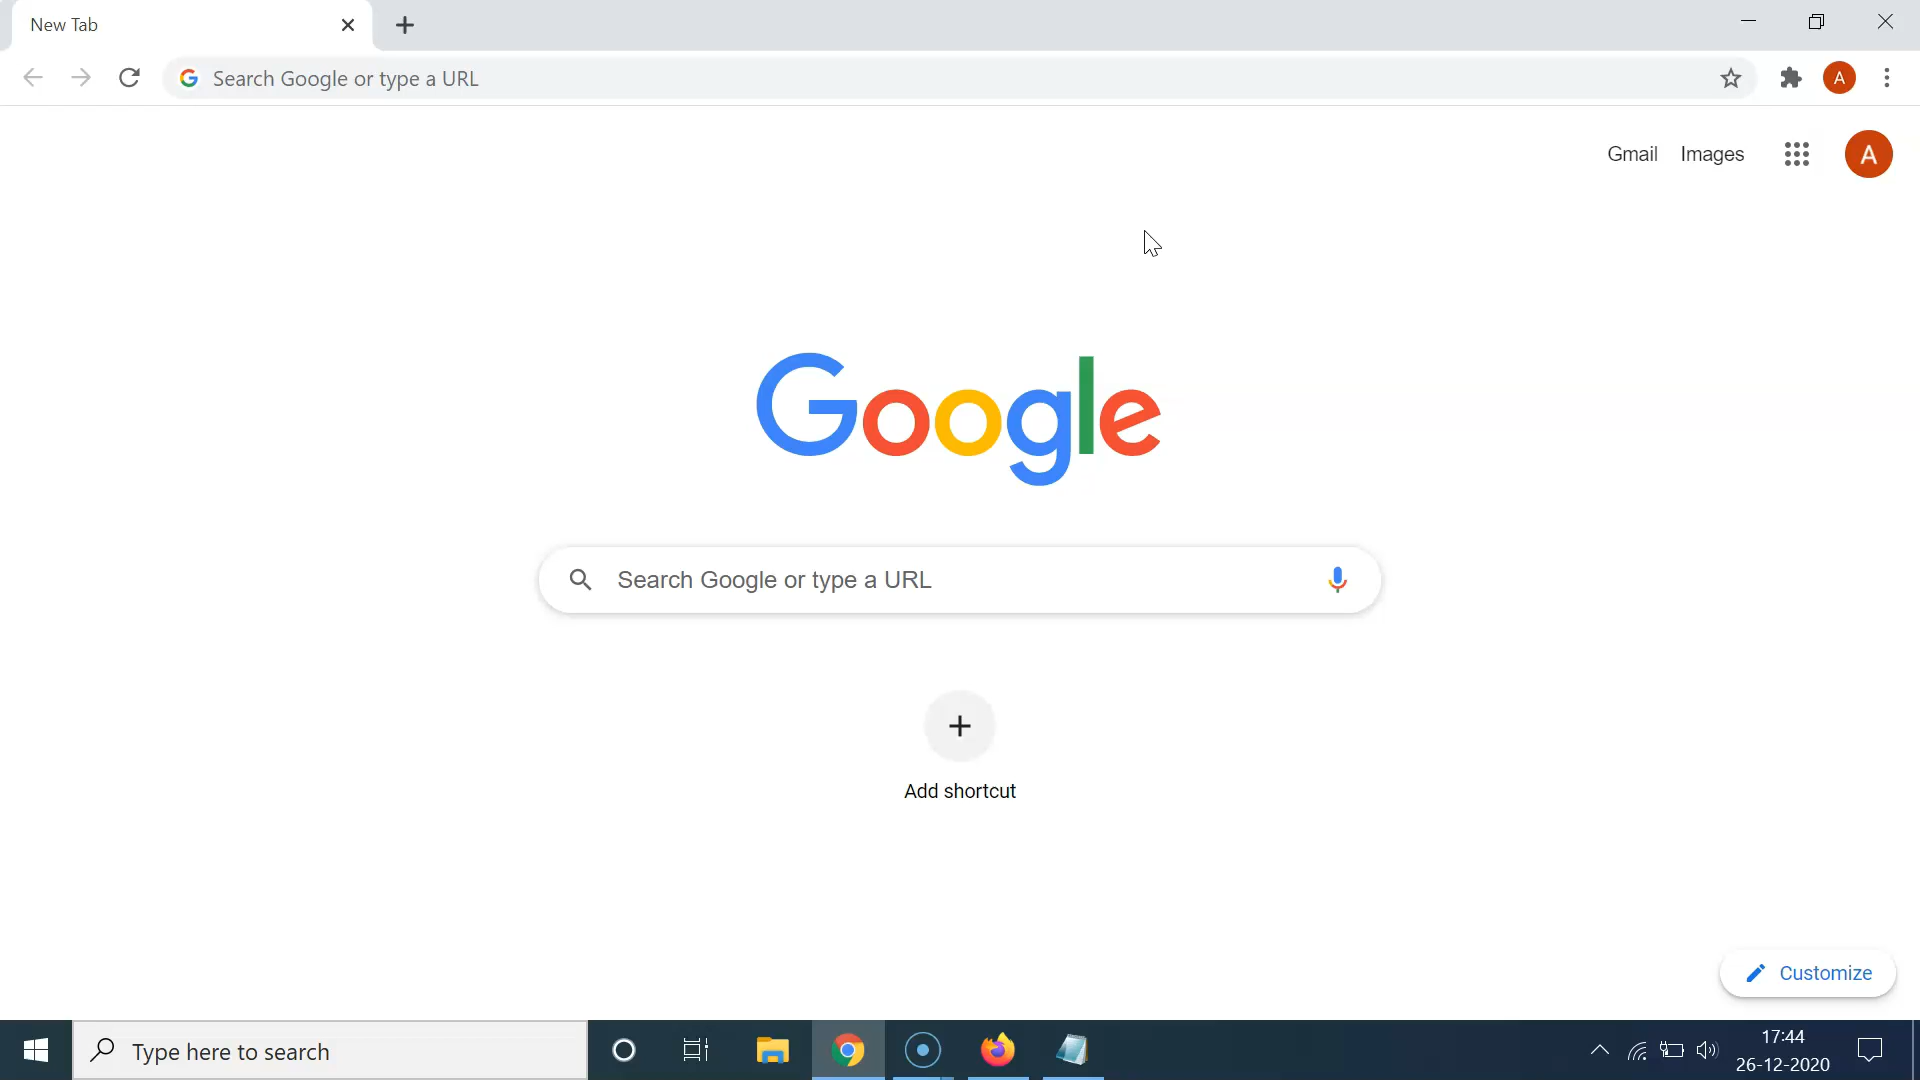 New Tab
Search Google or type a URL
A
Gmail Images
A
Google
Search Google or type a URL
Add shortcut
Customize
Type here to search
17:44
26-12-2020